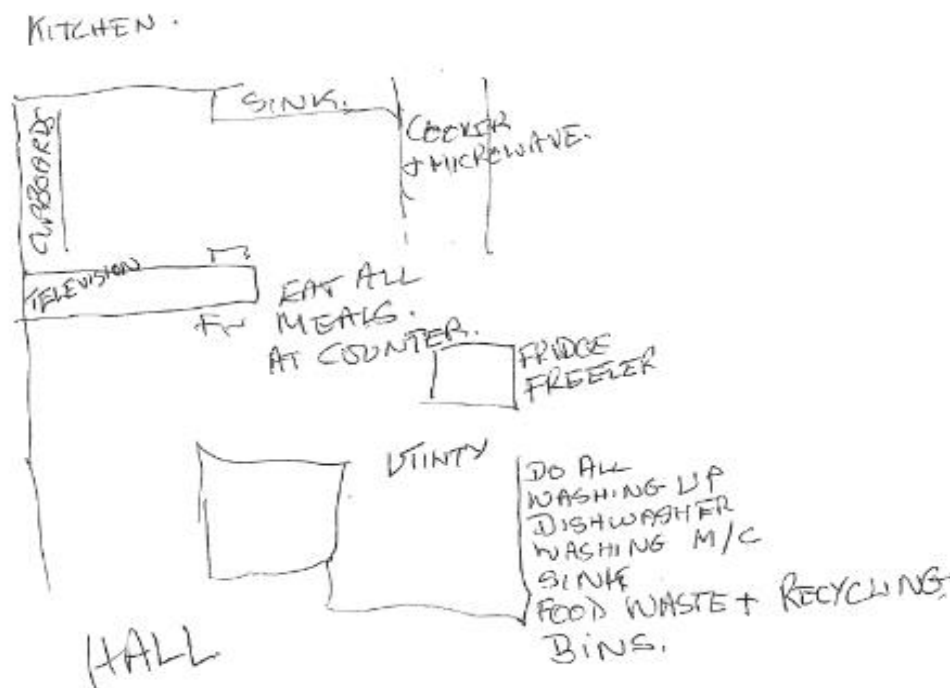 KITCHEN.
SINK.
CUPBOARDS
COOKER
+ MICROWAVE.
TELEVISION
EAT ALL
MEALS.
AT COUNTER.
FRIDGE
FREEZER
UTILITY
DO ALL
WASHING UP
DISHWASHER
WASHING M/C
SINK
FOOD WASTE + RECYCLING
BINS.
HALL